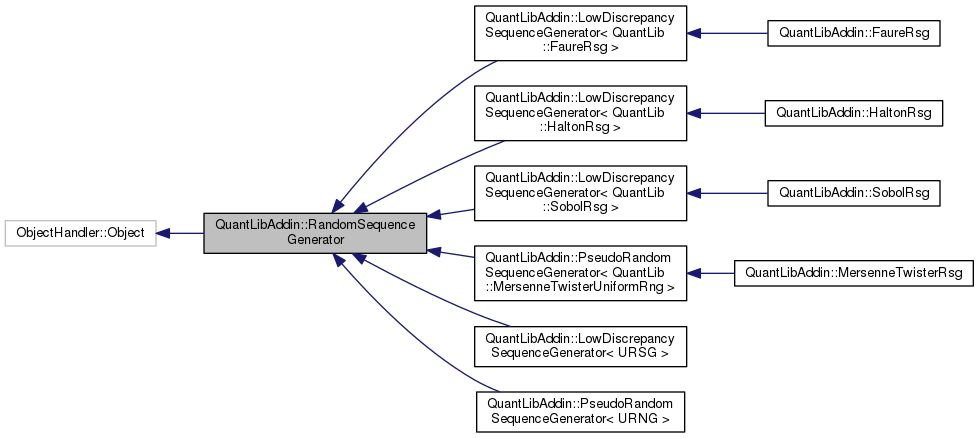 ObjectHandler::Object
QuantLibAddin::RandomSequence
Generator
QuantLibAddin::LowDiscrepancy
SequenceGenerator< QuantLib
::FaureRsg >
QuantLibAddin::FaureRsg
QuantLibAddin::LowDiscrepancy
SequenceGenerator< QuantLib
::HaltonRsg >
QuantLibAddin::HaltonRsg
QuantLibAddin::LowDiscrepancy
SequenceGenerator< QuantLib
::SobolRsg >
QuantLibAddin::SobolRsg
QuantLibAddin::PseudoRandom
SequenceGenerator< QuantLib
::MersenneTwisterUniformRng >
QuantLibAddin::MersenneTwisterRsg
QuantLibAddin::LowDiscrepancy
SequenceGenerator< URSG >
QuantLibAddin::PseudoRandom
SequenceGenerator< URNG >